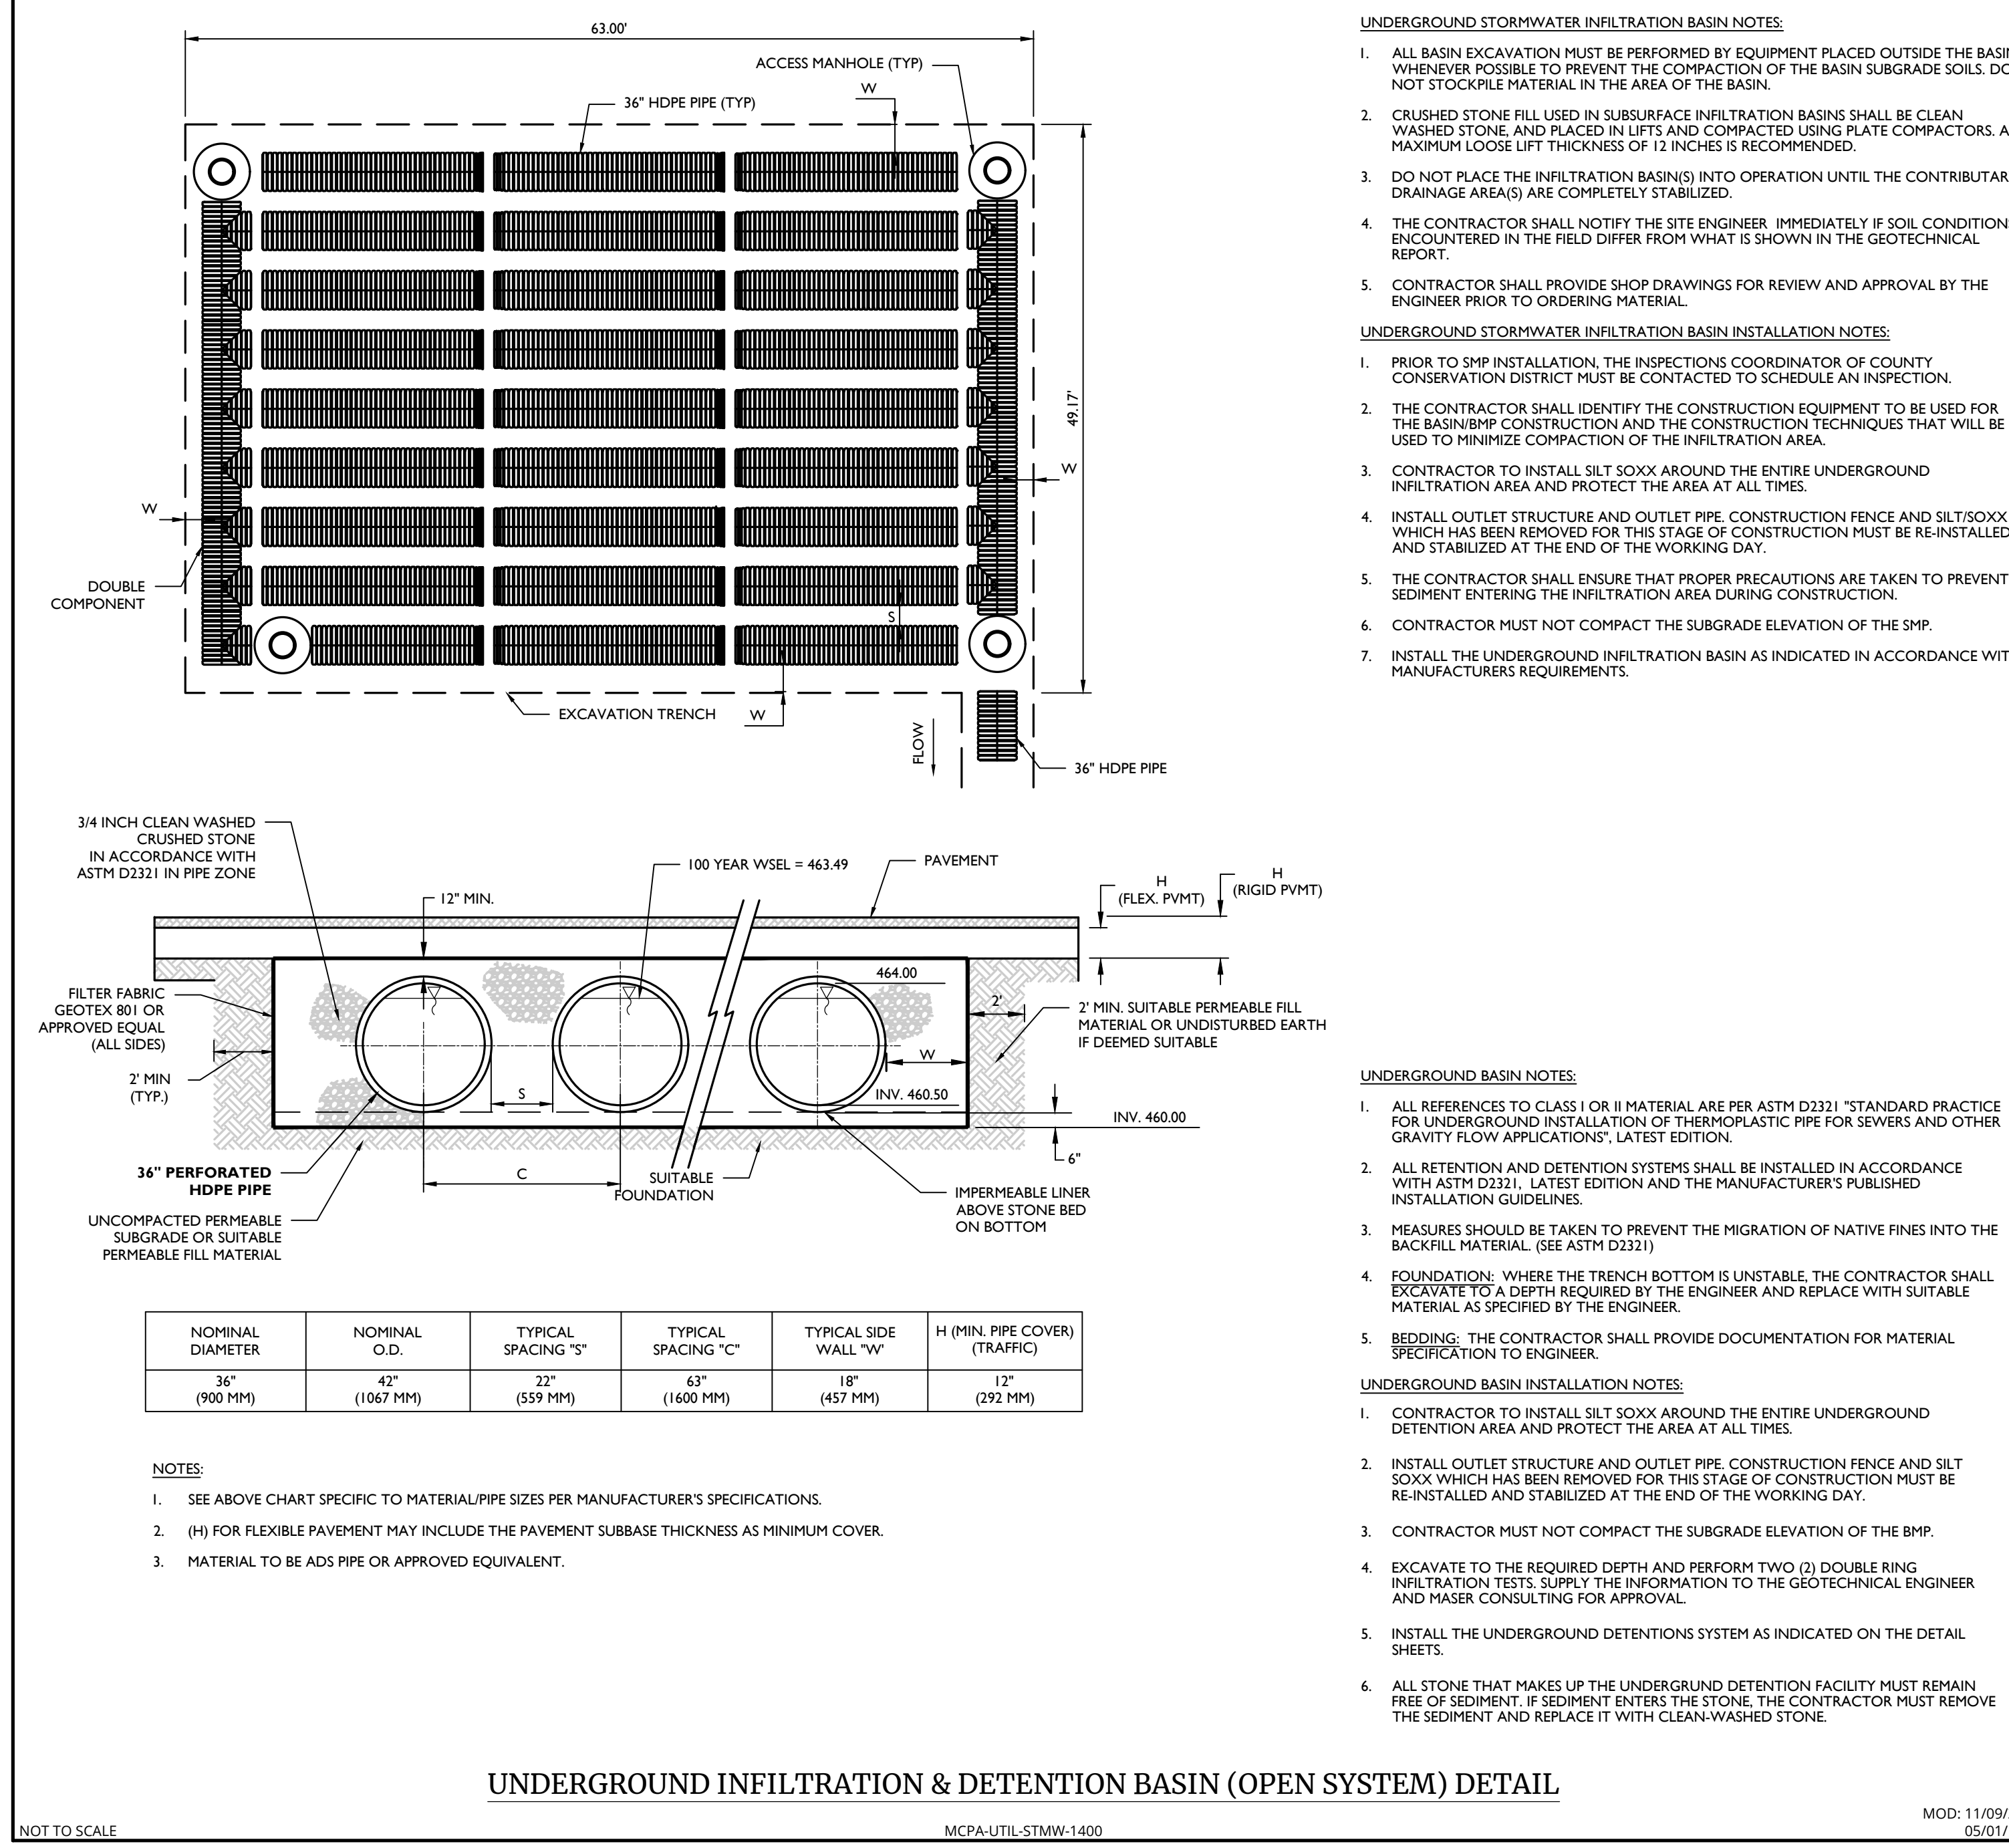 63.00'
ACCESS MANHOLE (TYP)
W
36" HDPE PIPE (TYP)
49.17'
W
W
DOUBLE
COMPONENT
S
EXCAVATION TRENCH
W
FLOW
36" HDPE PIPE
3/4 INCH CLEAN WASHED
CRUSHED STONE
IN ACCORDANCE WITH
ASTM D2321 IN PIPE ZONE
100 YEAR WSEL = 463.49
PAVEMENT
H
(FLEX. PVMT)
H
(RIGID PVMT)
12" MIN.
464.00
FILTER FABRIC
GEOTEX 801 OR
APPROVED EQUAL
(ALL SIDES)
2'
2' MIN. SUITABLE PERMEABLE FILL
MATERIAL OR UNDISTURBED EARTH
IF DEEMED SUITABLE
W
2' MIN
(TYP.)
S
INV. 460.50
INV. 460.00
6"
36" PERFORATED
HDPE PIPE
C
SUITABLE
FOUNDATION
IMPERMEABLE LINER
ABOVE STONE BED
ON BOTTOM
UNCOMPACTED PERMEABLE
SUBGRADE OR SUITABLE
PERMEABLE FILL MATERIAL
NOMINAL DIAMETER
NOMINAL O.D.
TYPICAL SPACING "S"
TYPICAL SPACING "C"
TYPICAL SIDE WALL "W'
H (MIN. PIPE COVER) (TRAFFIC)
36" (900 MM)
42" (1067 MM)
22" (559 MM)
63" (1600 MM)
18" (457 MM)
12" (292 MM)
NOTES:
1. SEE ABOVE CHART SPECIFIC TO MATERIAL/PIPE SIZES PER MANUFACTURER'S SPECIFICATIONS.
2. (H) FOR FLEXIBLE PAVEMENT MAY INCLUDE THE PAVEMENT SUBBASE THICKNESS AS MINIMUM COVER.
3. MATERIAL TO BE ADS PIPE OR APPROVED EQUIVALENT.
UNDERGROUND STORMWATER INFILTRATION BASIN NOTES:
1. ALL BASIN EXCAVATION MUST BE PERFORMED BY EQUIPMENT PLACED OUTSIDE THE BASIN
WHENEVER POSSIBLE TO PREVENT THE COMPACTION OF THE BASIN SUBGRADE SOILS. DO
NOT STOCKPILE MATERIAL IN THE AREA OF THE BASIN.
2. CRUSHED STONE FILL USED IN SUBSURFACE INFILTRATION BASINS SHALL BE CLEAN
WASHED STONE, AND PLACED IN LIFTS AND COMPACTED USING PLATE COMPACTORS. A
MAXIMUM LOOSE LIFT THICKNESS OF 12 INCHES IS RECOMMENDED.
3. DO NOT PLACE THE INFILTRATION BASIN(S) INTO OPERATION UNTIL THE CONTRIBUTAR
DRAINAGE AREA(S) ARE COMPLETELY STABILIZED.
4. THE CONTRACTOR SHALL NOTIFY THE SITE ENGINEER IMMEDIATELY IF SOIL CONDITIONS
ENCOUNTERED IN THE FIELD DIFFER FROM WHAT IS SHOWN IN THE GEOTECHNICAL
REPORT.
5. CONTRACTOR SHALL PROVIDE SHOP DRAWINGS FOR REVIEW AND APPROVAL BY THE
ENGINEER PRIOR TO ORDERING MATERIAL.
UNDERGROUND STORMWATER INFILTRATION BASIN INSTALLATION NOTES:
1. PRIOR TO SMP INSTALLATION, THE INSPECTIONS COORDINATOR OF COUNTY
CONSERVATION DISTRICT MUST BE CONTACTED TO SCHEDULE AN INSPECTION.
2. THE CONTRACTOR SHALL IDENTIFY THE CONSTRUCTION EQUIPMENT TO BE USED FOR
THE BASIN/BMP CONSTRUCTION AND THE CONSTRUCTION TECHNIQUES THAT WILL BE
USED TO MINIMIZE COMPACTION OF THE INFILTRATION AREA.
3. CONTRACTOR TO INSTALL SILT SOXX AROUND THE ENTIRE UNDERGROUND
INFILTRATION AREA AND PROTECT THE AREA AT ALL TIMES.
4. INSTALL OUTLET STRUCTURE AND OUTLET PIPE. CONSTRUCTION FENCE AND SILT/SOXX
WHICH HAS BEEN REMOVED FOR THIS STAGE OF CONSTRUCTION MUST BE RE-INSTALLED
AND STABILIZED AT THE END OF THE WORKING DAY.
5. THE CONTRACTOR SHALL ENSURE THAT PROPER PRECAUTIONS ARE TAKEN TO PREVENT
SEDIMENT ENTERING THE INFILTRATION AREA DURING CONSTRUCTION.
6. CONTRACTOR MUST NOT COMPACT THE SUBGRADE ELEVATION OF THE SMP.
7. INSTALL THE UNDERGROUND INFILTRATION BASIN AS INDICATED IN ACCORDANCE WIT
MANUFACTURERS REQUIREMENTS.
UNDERGROUND BASIN NOTES:
1. ALL REFERENCES TO CLASS I OR II MATERIAL ARE PER ASTM D2321 "STANDARD PRACTICE
FOR UNDERGROUND INSTALLATION OF THERMOPLASTIC PIPE FOR SEWERS AND OTHER
GRAVITY FLOW APPLICATIONS", LATEST EDITION.
2. ALL RETENTION AND DETENTION SYSTEMS SHALL BE INSTALLED IN ACCORDANCE
WITH ASTM D2321, LATEST EDITION AND THE MANUFACTURER'S PUBLISHED
INSTALLATION GUIDELINES.
3. MEASURES SHOULD BE TAKEN TO PREVENT THE MIGRATION OF NATIVE FINES INTO THE
BACKFILL MATERIAL. (SEE ASTM D2321)
4. FOUNDATION: WHERE THE TRENCH BOTTOM IS UNSTABLE, THE CONTRACTOR SHALL
EXCAVATE TO A DEPTH REQUIRED BY THE ENGINEER AND REPLACE WITH SUITABLE
MATERIAL AS SPECIFIED BY THE ENGINEER.
5. BEDDING: THE CONTRACTOR SHALL PROVIDE DOCUMENTATION FOR MATERIAL
SPECIFICATION TO ENGINEER.
UNDERGROUND BASIN INSTALLATION NOTES:
1. CONTRACTOR TO INSTALL SILT SOXX AROUND THE ENTIRE UNDERGROUND
DETENTION AREA AND PROTECT THE AREA AT ALL TIMES.
2. INSTALL OUTLET STRUCTURE AND OUTLET PIPE. CONSTRUCTION FENCE AND SILT
SOXX WHICH HAS BEEN REMOVED FOR THIS STAGE OF CONSTRUCTION MUST BE
RE-INSTALLED AND STABILIZED AT THE END OF THE WORKING DAY.
3. CONTRACTOR MUST NOT COMPACT THE SUBGRADE ELEVATION OF THE BMP.
4. EXCAVATE TO THE REQUIRED DEPTH AND PERFORM TWO (2) DOUBLE RING
INFILTRATION TESTS. SUPPLY THE INFORMATION TO THE GEOTECHNICAL ENGINEER
AND MASER CONSULTING FOR APPROVAL.
5. INSTALL THE UNDERGROUND DETENTIONS SYSTEM AS INDICATED ON THE DETAIL
SHEETS.
6. ALL STONE THAT MAKES UP THE UNDERGRUND DETENTION FACILITY MUST REMAIN
FREE OF SEDIMENT. IF SEDIMENT ENTERS THE STONE, THE CONTRACTOR MUST REMOVE
THE SEDIMENT AND REPLACE IT WITH CLEAN-WASHED STONE.
UNDERGROUND INFILTRATION & DETENTION BASIN (OPEN SYSTEM) DETAIL
NOT TO SCALE
MCPA-UTIL-STMW-1400
MOD: 11/09/
05/01/